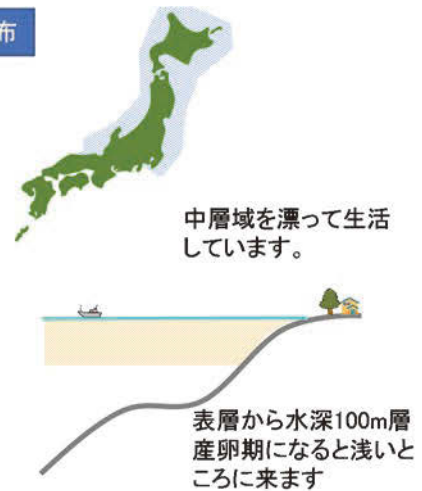 布
中層域を漂って生活
しています。
表層から水深100m層
産卵期になると浅いと
ころに来ます